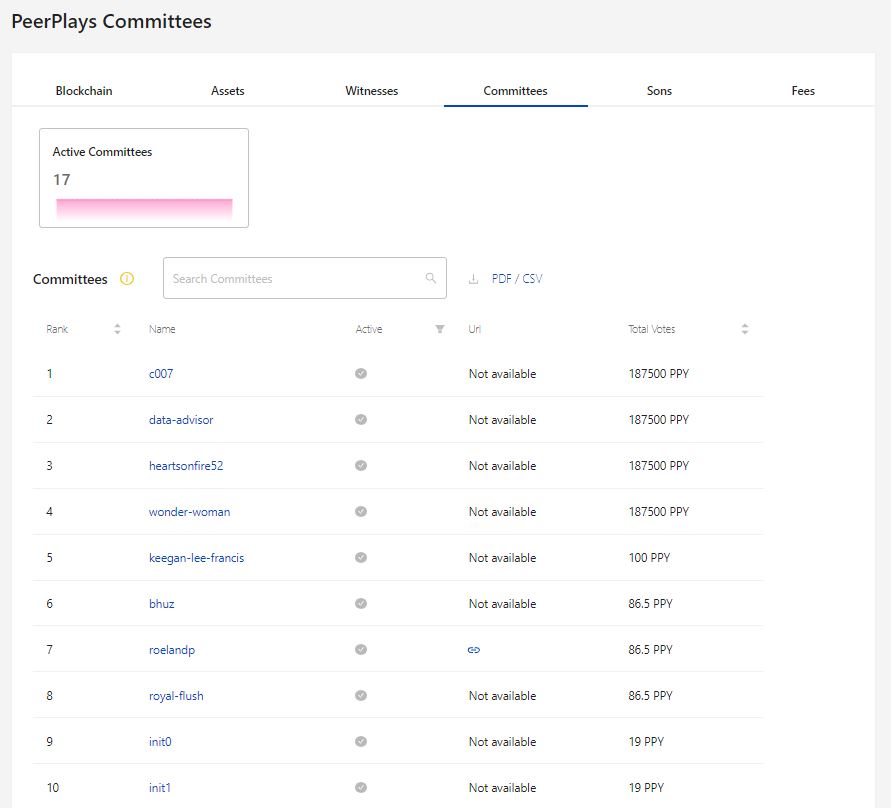 PeerPlays Committees
Blockchain Assets Witnesses Committees Sons Fees
Active Committees
17
Committees Search Committees PDF / CSV
Rank Name Active Url Total Votes
1 c007 Not available 187500 PPY
2 data-advisor Not available 187500 PPY
3 heartsonfire52 Not available 187500 PPY
4 wonder-woman Not available 187500 PPY
5 keegan-lee-francis Not available 100 PPY
6 bhuz Not available 86.5 PPY
7 roelandp 86.5 PPY
8 royal-flush Not available 86.5 PPY
9 init0 Not available 19 PPY
10 init1 Not available 19 PPY